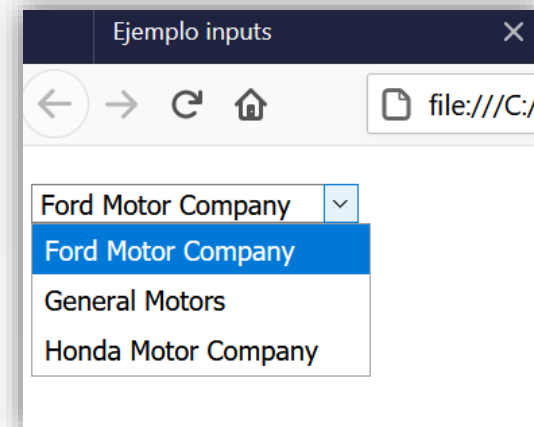 Ejemplo inputs
file:///C:/
Ford Motor Company
Ford Motor Company
General Motors
Honda Motor Company